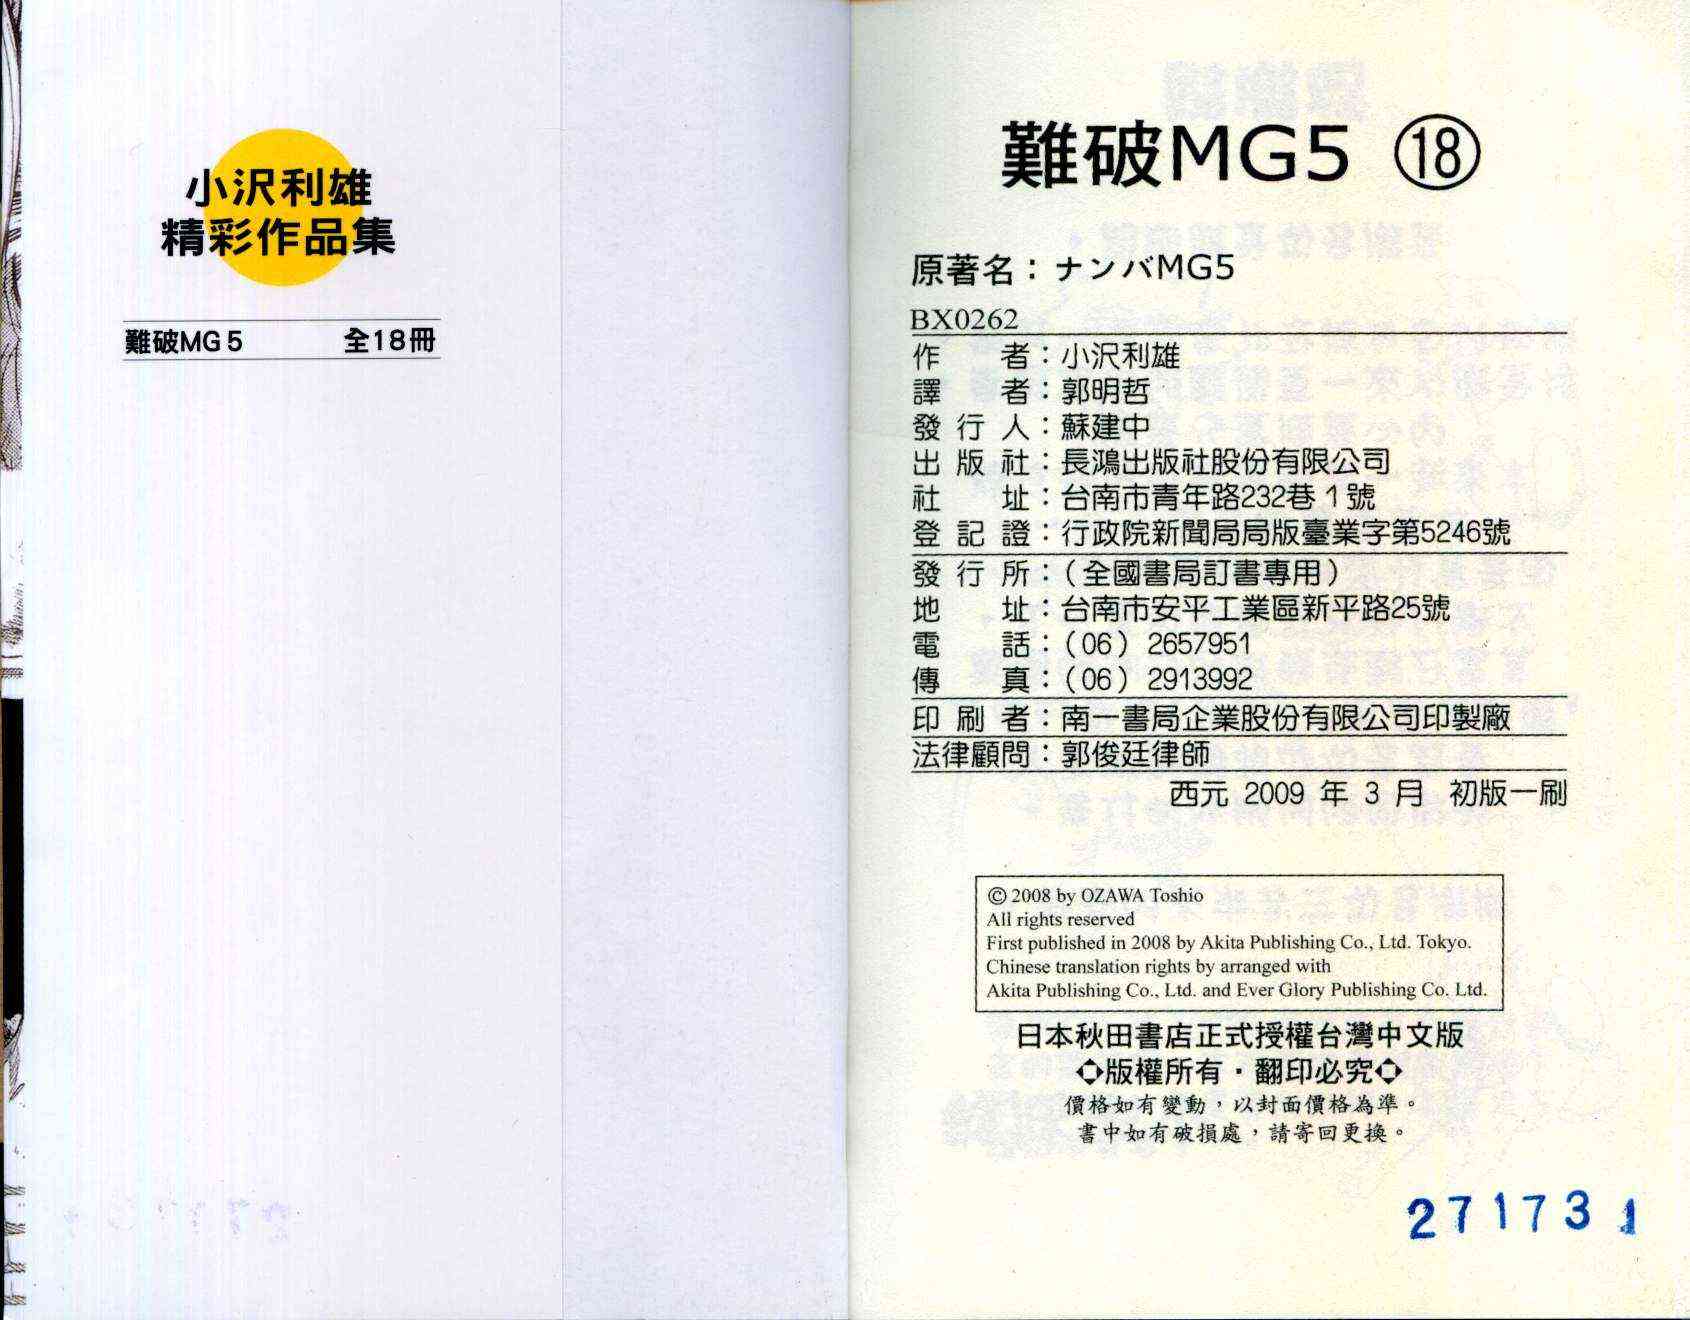 小沢利雄
精彩作品集
難破MG5 全18冊
難破MG5 ⑱
原著名：ナンバMG5
BX0262
作者：小沢利雄
譯者：郭明哲
發行人：蘇建中
出版社：長鴻出版社股份有限公司
社址：台南市青年路232巷1號
登記證：行政院新聞局局版臺業字第5246號
發行所：（全國書局訂書專用）
地址：台南市安平工業區新平路25號
電話：（06）2657951
傳真：（06）2913992
印刷者：南一書局企業股份有限公司印製廠
法律顧問：郭俊廷律師
西元 2009 年 3 月 初版一刷
© 2008 by OZAWA Toshio
All rights reserved
First published in 2008 by Akita Publishing Co., Ltd. Tokyo.
Chinese translation rights by arranged with
Akita Publishing Co., Ltd. and Ever Glory Publishing Co. Ltd.
日本秋田書店正式授權台灣中文版
◇版權所有·翻印必究◇
價格如有變動，以封面價格為準。
書中如有破損處，請寄回更換。
271731